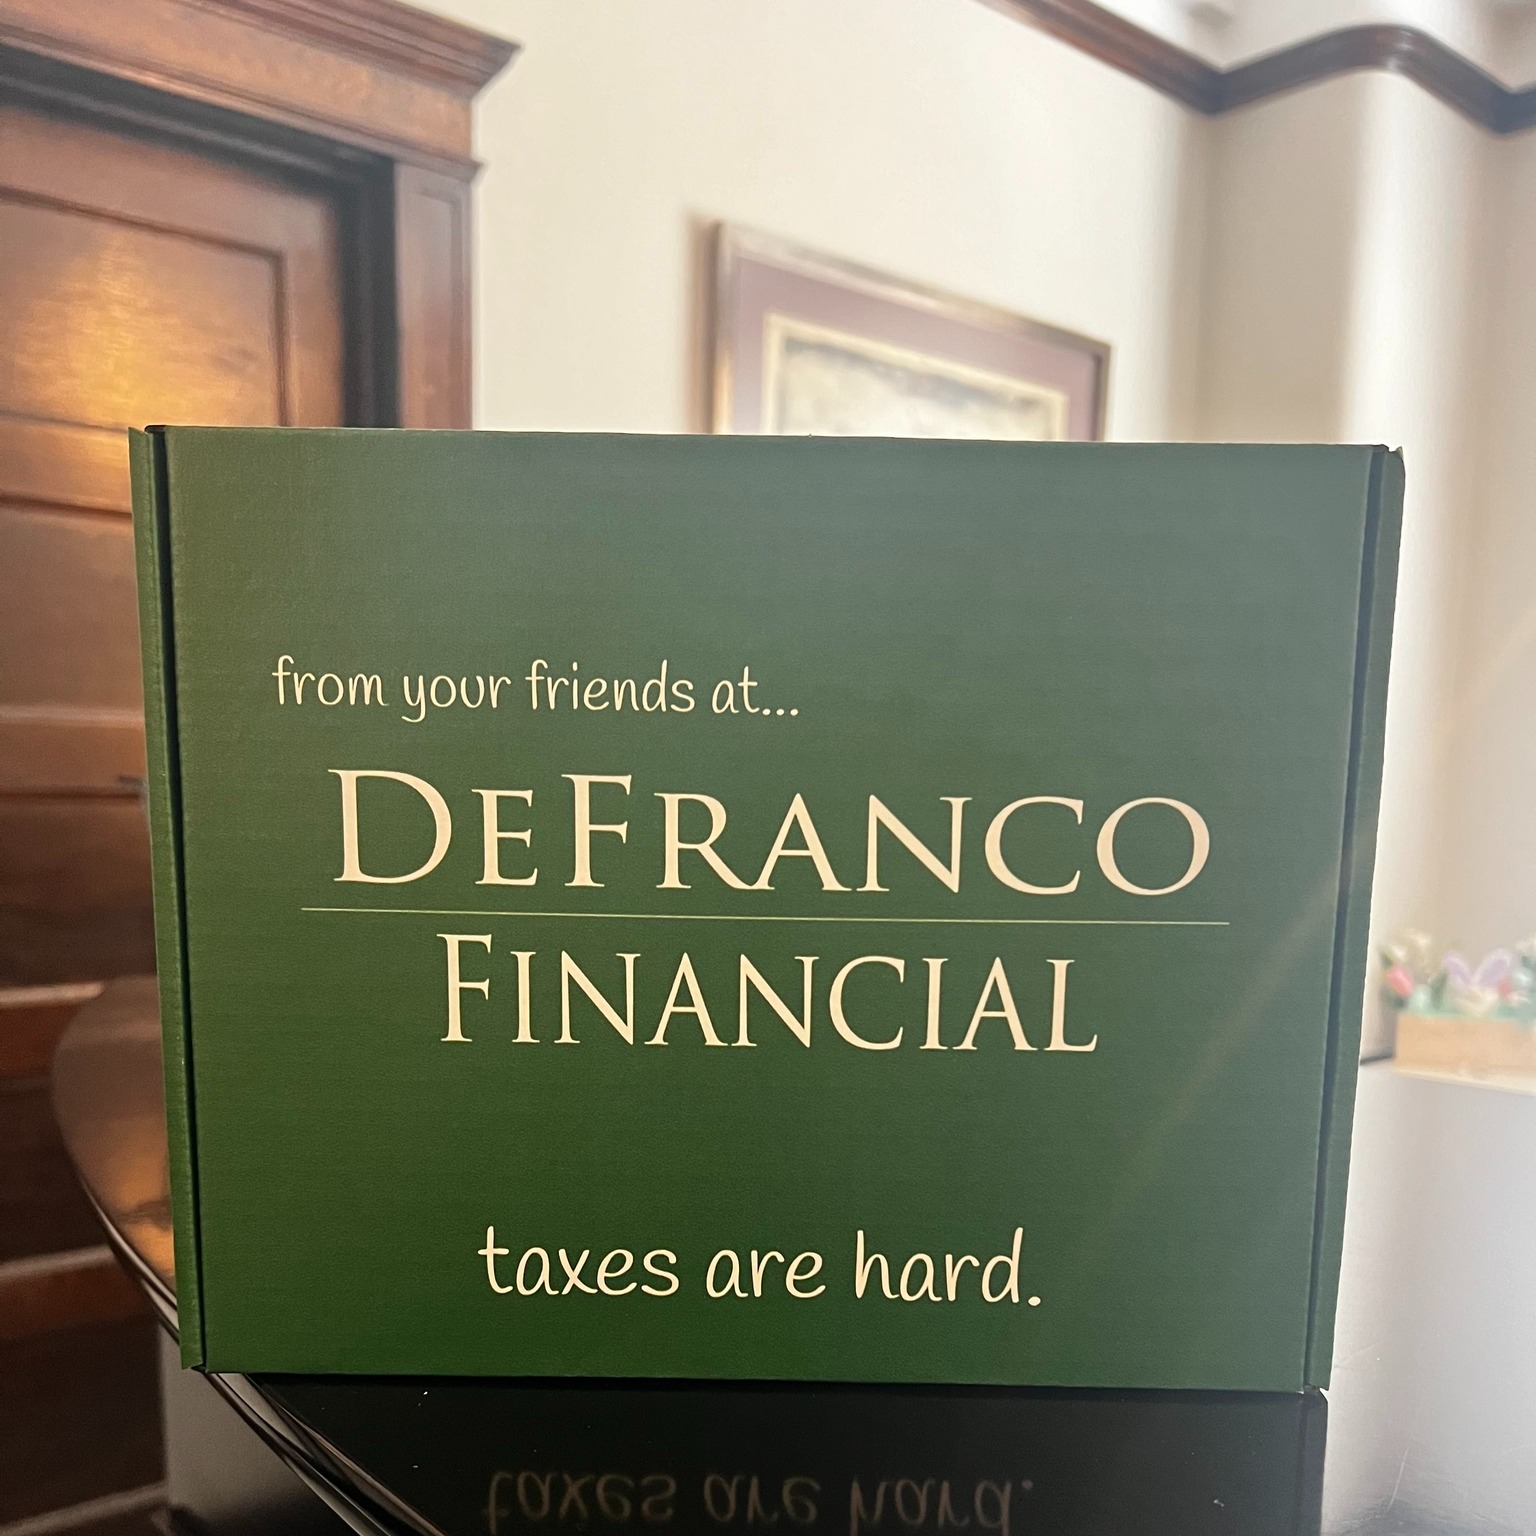 from your friends at...
DEFRANCO
FINANCIAL
taxes are hard.